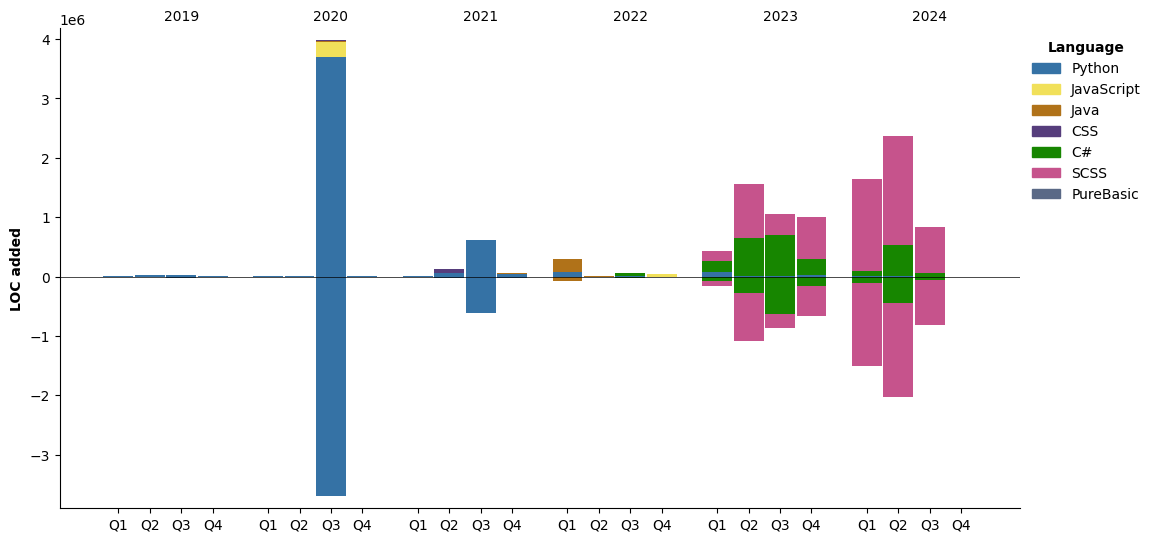 1e6
2019 2020 2021 2022 2023 2024
4
3
2
1
0
−1
−2
−3
LOC added
Q1 Q2 Q3 Q4 Q1 Q2 Q3 Q4 Q1 Q2 Q3 Q4 Q1 Q2 Q3 Q4 Q1 Q2 Q3 Q4 Q1 Q2 Q3 Q4
Language
Python
JavaScript
Java
CSS
C#
SCSS
PureBasic